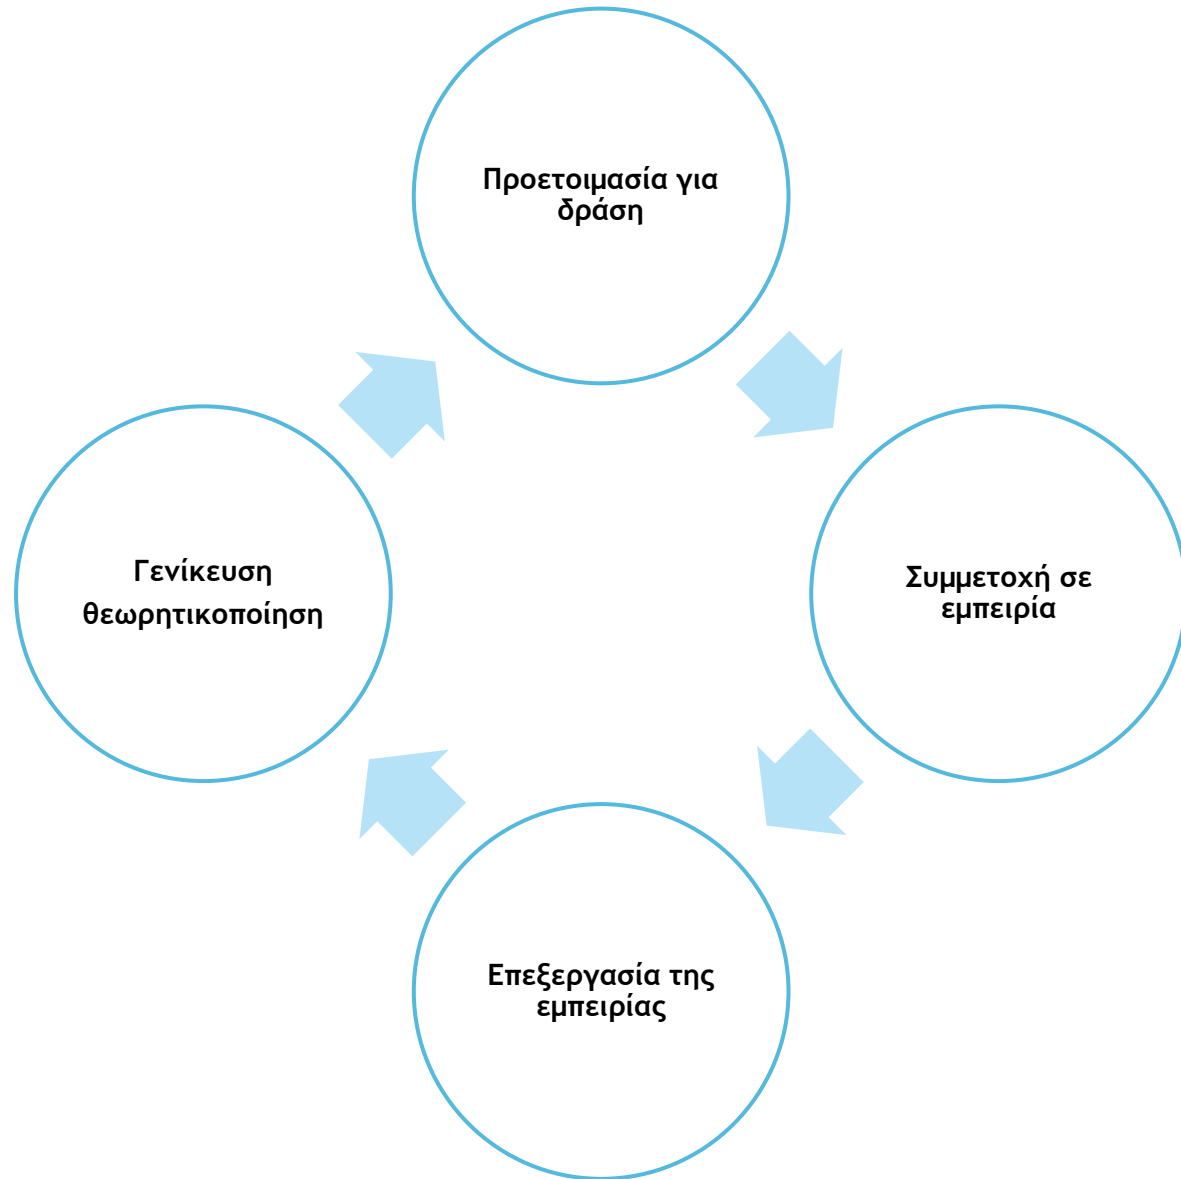 Προετοιμασία για
δράση
Γενίκευση
θεωρητικοποίηση
Συμμετοχή σε
εμπειρία
Επεξεργασία της
εμπειρίας